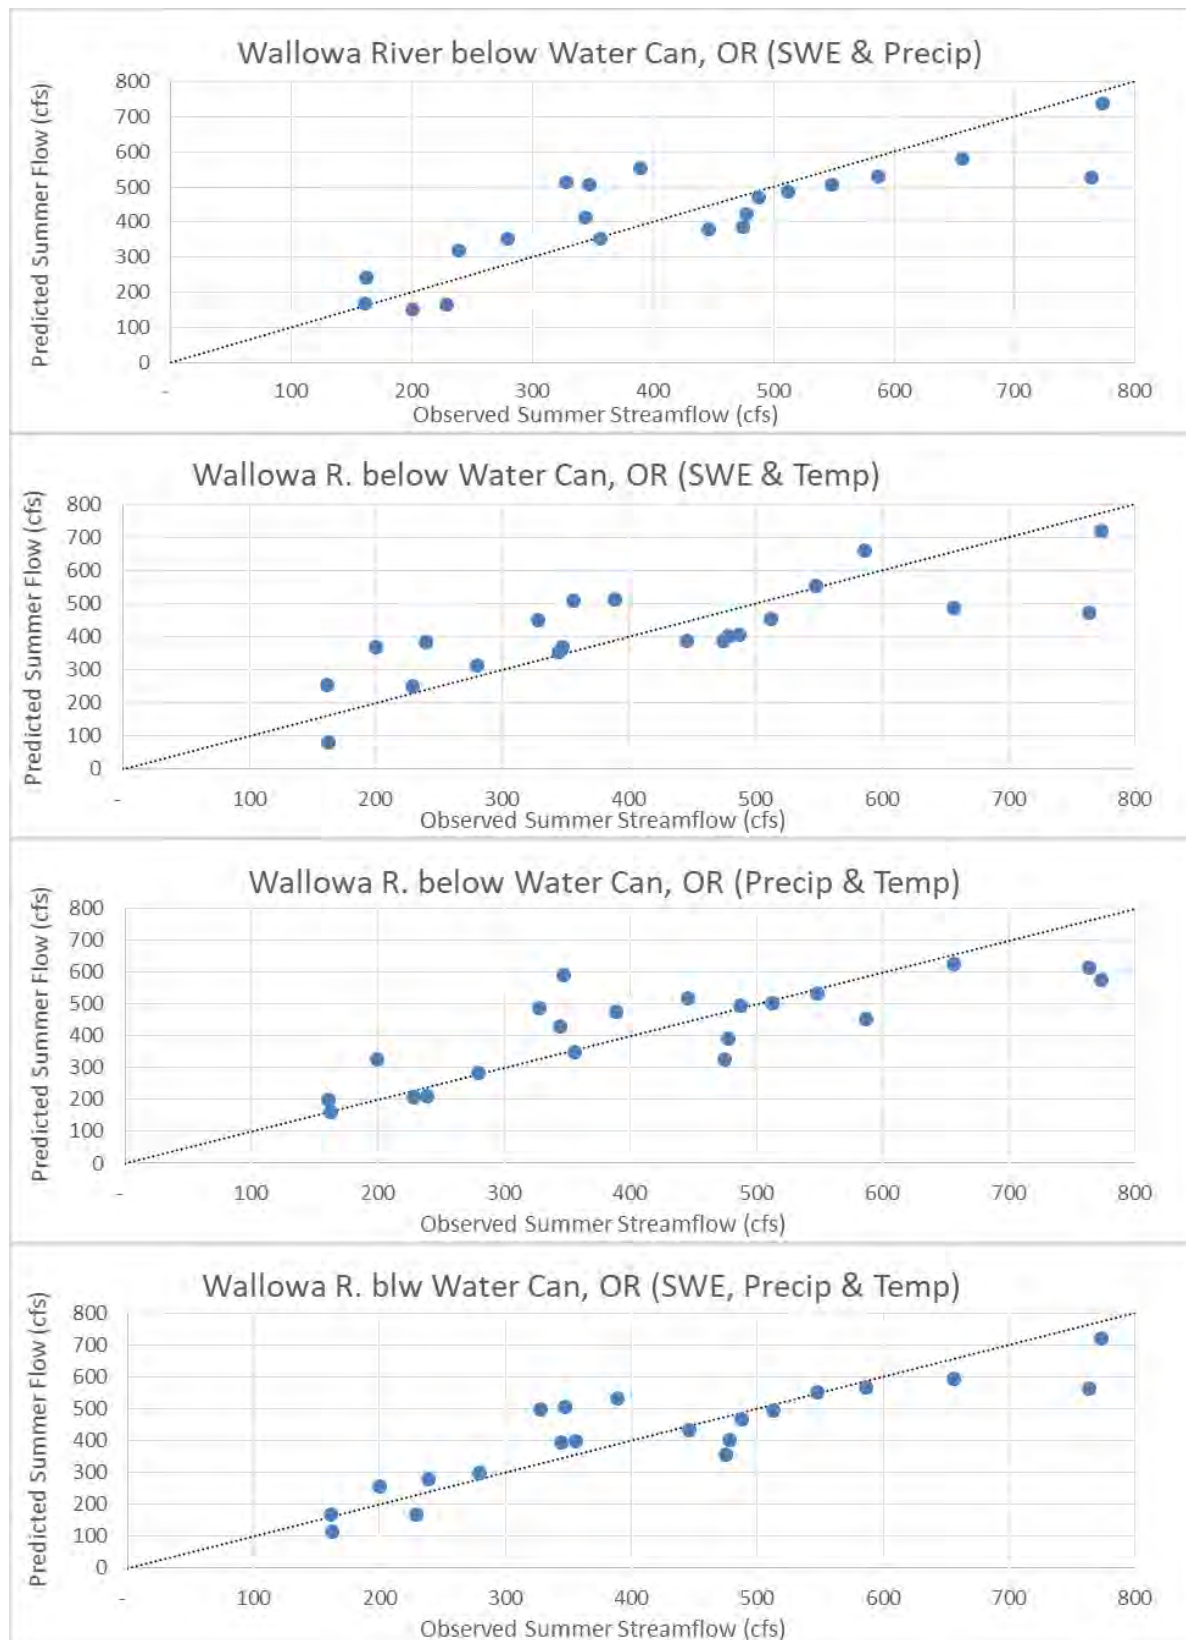 Wallowa River below Water Can, OR (SWE & Precip)
Predicted Summer Flow (cfs)
800
700
600
500
400
300
200
100
0
- 100 200 300 400 500 600 700 800
Observed Summer Streamflow (cfs)
Wallowa R. below Water Can, OR (SWE & Temp)
Predicted Summer Flow (cfs)
800
700
600
500
400
300
200
100
0
- 100 200 300 400 500 600 700 800
Observed Summer Streamflow (cfs)
Wallowa R. below Water Can, OR (Precip & Temp)
Predicted Summer Flow (cfs)
800
700
600
500
400
300
200
100
0
- 100 200 300 400 500 600 700 800
Observed Summer Streamflow (cfs)
Wallowa R. blw Water Can, OR (SWE, Precip & Temp)
Predicted Summer Flow (cfs)
800
700
600
500
400
300
200
100
0
- 100 200 300 400 500 600 700 800
Observed Summer Streamflow (cfs)